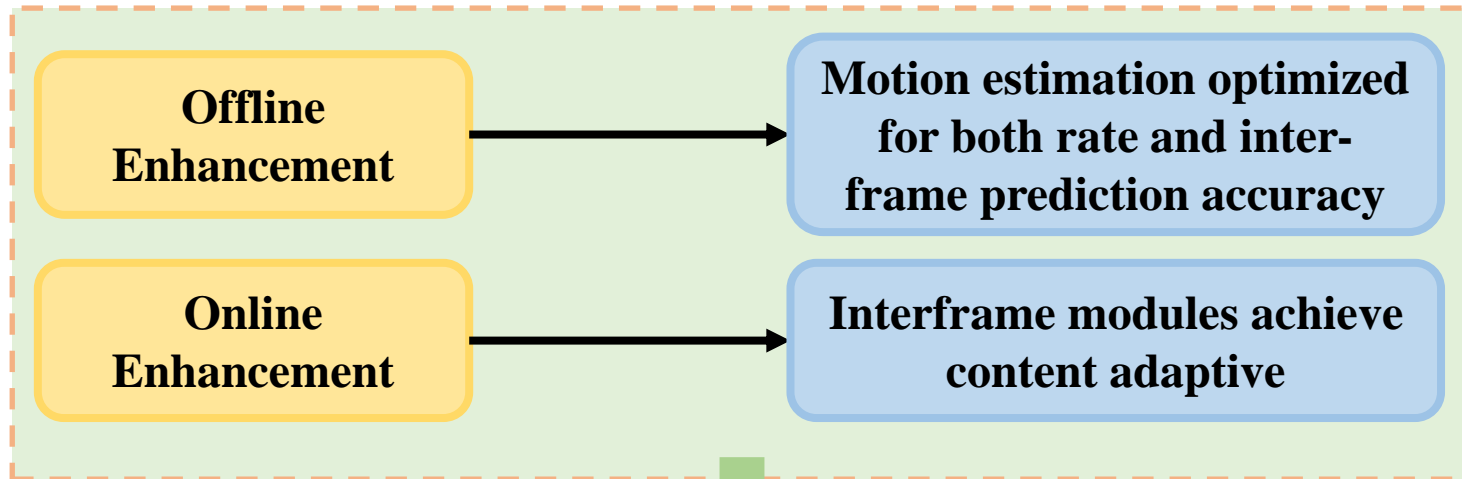 Offline
Enhancement
Motion estimation optimized
for both rate and inter-
frame prediction accuracy
Online
Enhancement
Interframe modules achieve
content adaptive